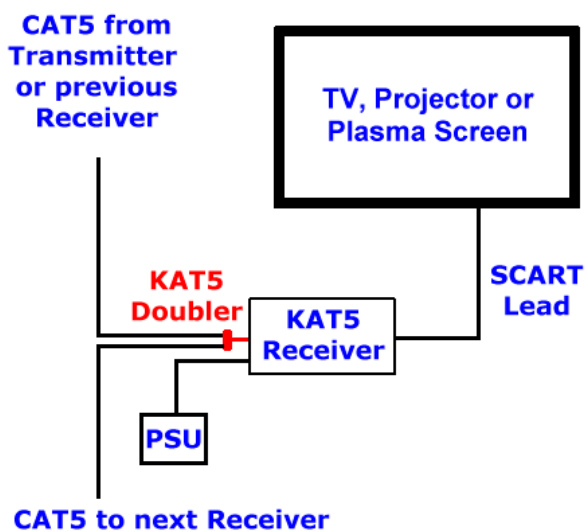 CAT5 from
Transmitter
or previous
Receiver
TV, Projector or
Plasma Screen
KAT5
Doubler
KAT5
Receiver
SCART
Lead
PSU
CAT5 to next Receiver